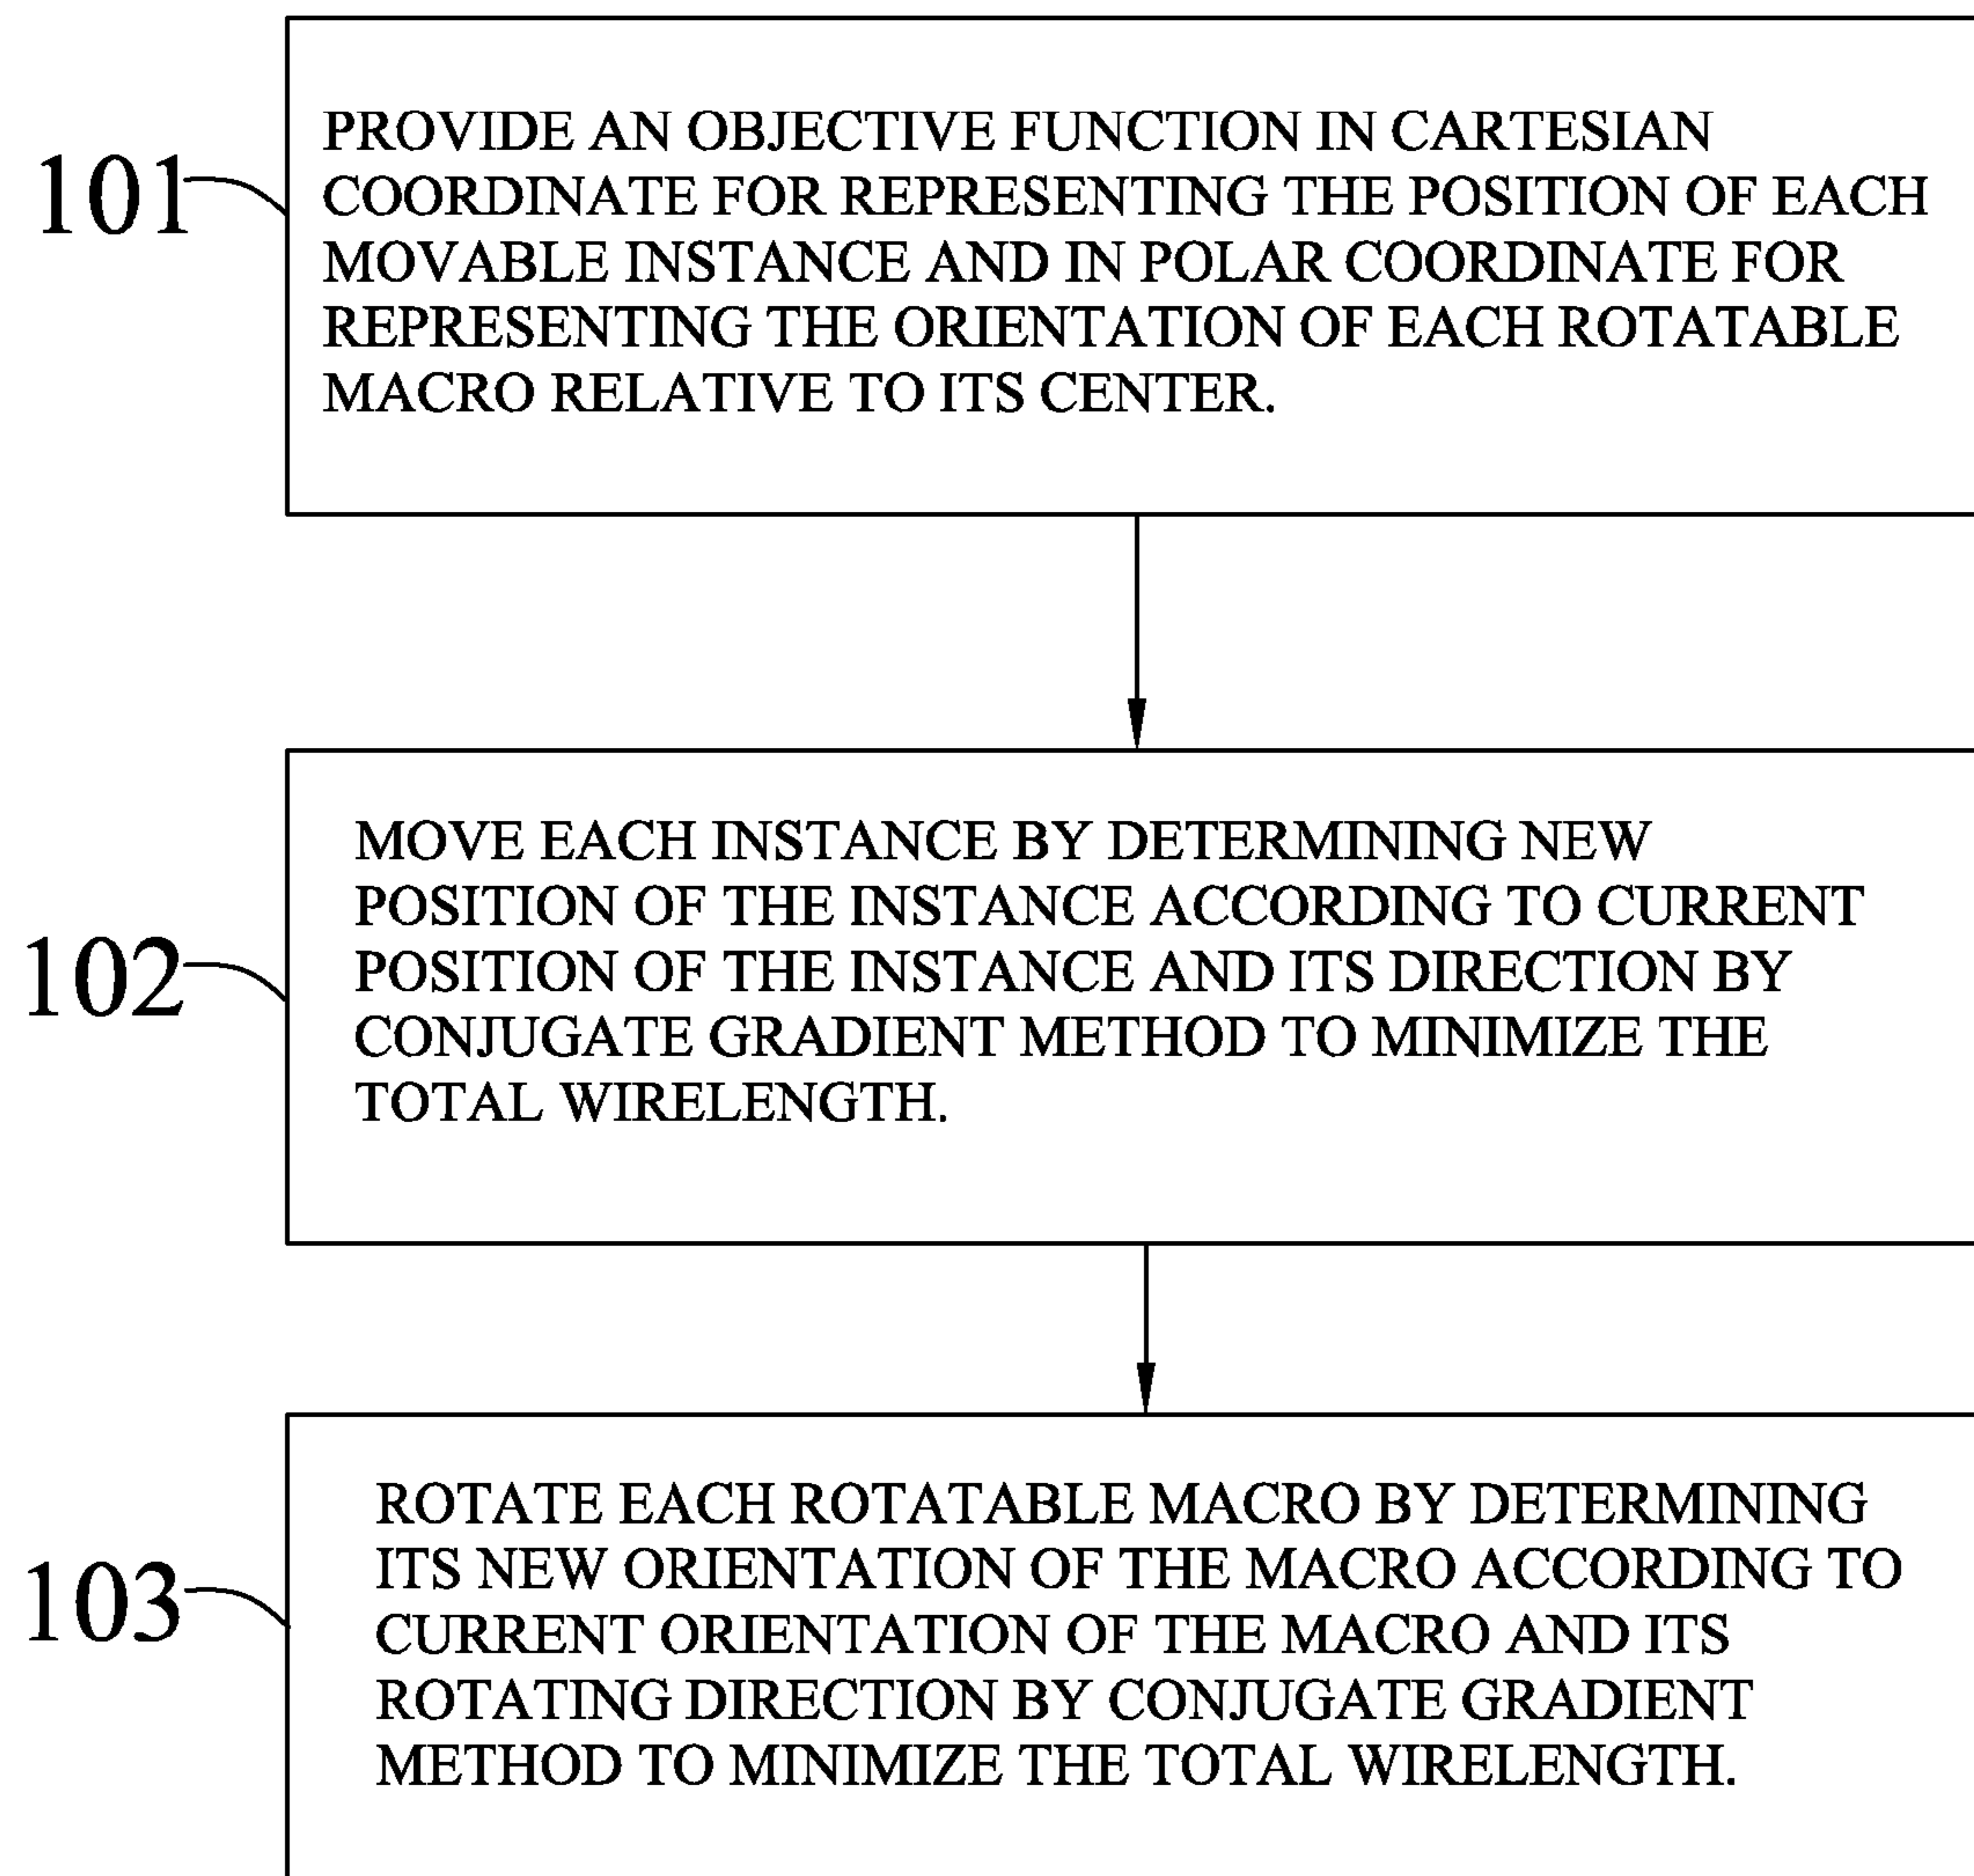 101
PROVIDE AN OBJECTIVE FUNCTION IN CARTESIAN
COORDINATE FOR REPRESENTING THE POSITION OF EACH
MOVABLE INSTANCE AND IN POLAR COORDINATE FOR
REPRESENTING THE ORIENTATION OF EACH ROTATABLE
MACRO RELATIVE TO ITS CENTER.
102
MOVE EACH INSTANCE BY DETERMINING NEW
POSITION OF THE INSTANCE ACCORDING TO CURRENT
POSITION OF THE INSTANCE AND ITS DIRECTION BY
CONJUGATE GRADIENT METHOD TO MINIMIZE THE
TOTAL WIRELENGTH.
103
ROTATE EACH ROTATABLE MACRO BY DETERMINING
ITS NEW ORIENTATION OF THE MACRO ACCORDING TO
CURRENT ORIENTATION OF THE MACRO AND ITS
ROTATING DIRECTION BY CONJUGATE GRADIENT
METHOD TO MINIMIZE THE TOTAL WIRELENGTH.